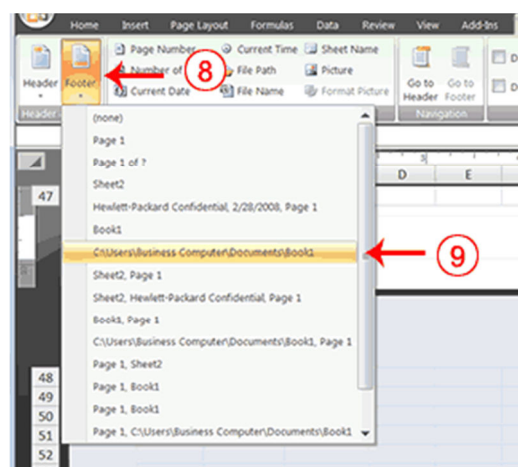 Home Insert Page Layout Formulas Data Review View Add-Ins
Page Number Current Time Sheet Name
Number of File Path Picture
Current Date File Name Format Picture
Header Footer
Go to Header
Go to Footer
D
D
Header Navigation
8
(none)
Page 1
Page 1 of ?
Sheet2
Hewlett-Packard Confidential, 2/28/2008, Page 1
Book1
C:\Users\Business Computer\Documents\Book1
9
Sheet2, Page 1
Sheet2, Hewlett-Packard Confidential, Page 1
Book1, Page 1
C:\Users\Business Computer\Documents\Book1, Page 1
Page 1, Sheet2
Page 1, Book1
Page 1, Book1
Page 1, C:\Users\Business Computer\Documents\Book1
3
D E
47
48
49
50
51
52